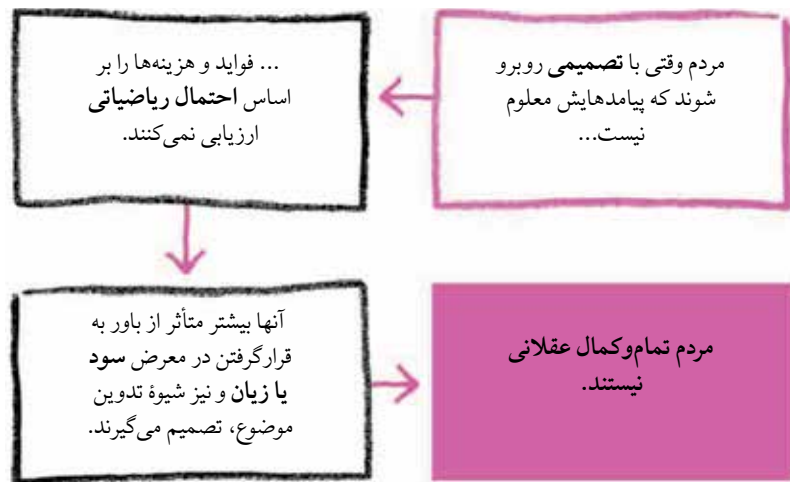 مردم وقتی با تصمیمی روبرو
شوند که پیامدهایش معلوم
نیست...
... فواید و هزینه‌ها را بر
اساس احتمال ریاضیاتی
ارزیابی نمی‌کنند.
آنها بیشتر متأثر از باور به
قرارگرفتن در معرض سود
یا زیان و نیز شیوهٔ تدوین
موضوع، تصمیم می‌گیرند.
مردم تمام‌وکمال عقلانی
نیستند.